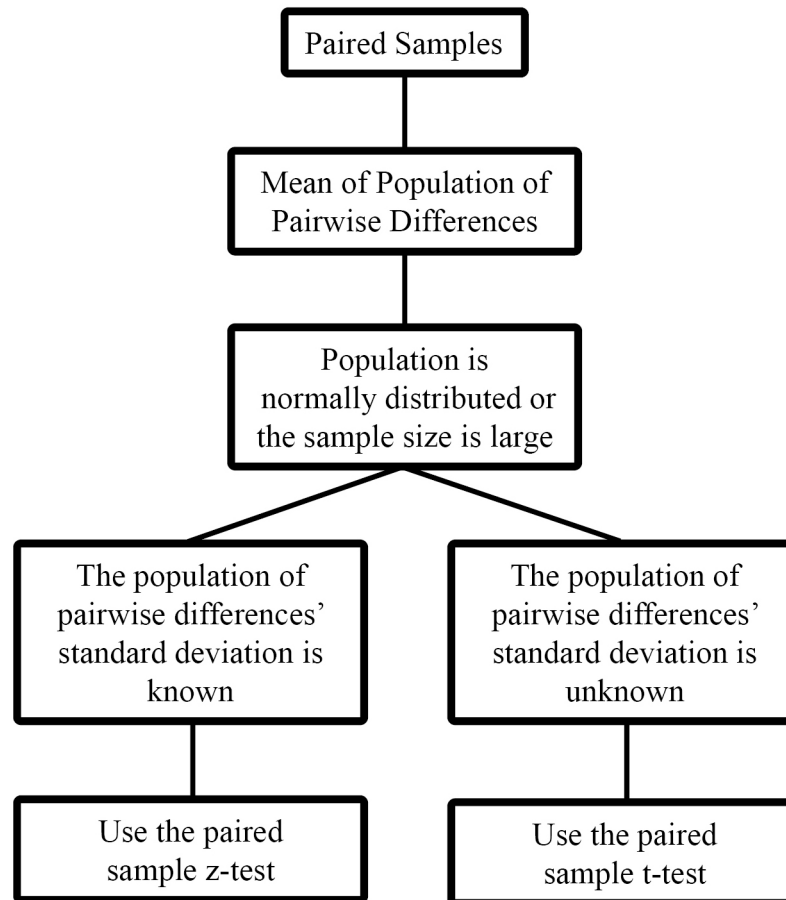 Paired Samples
Mean of Population of
Pairwise Differences
Population is
normally distributed or
the sample size is large
The population of
pairwise differences’
standard deviation is
known
The population of
pairwise differences’
standard deviation is
unknown
Use the paired
sample z-test
Use the paired
sample t-test